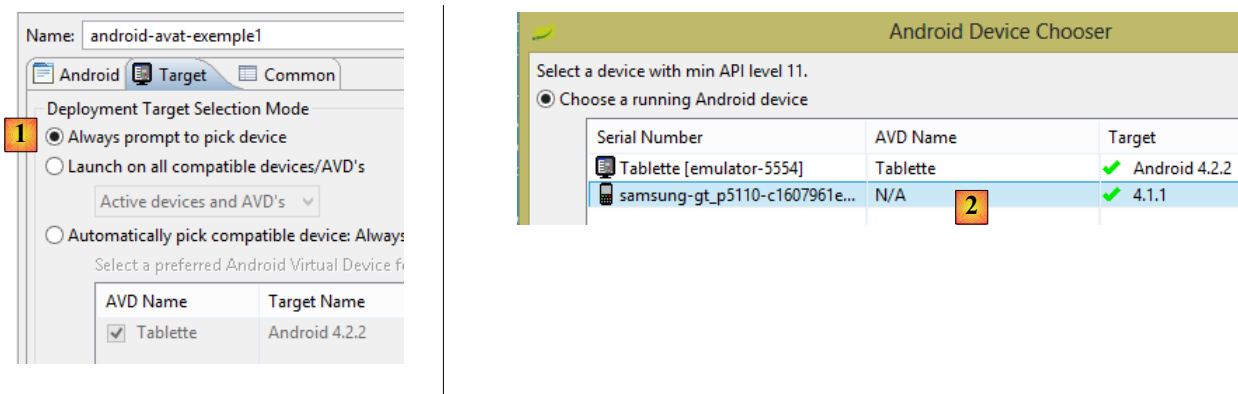 Name: android-avat-exemple1
Android Target Common
Deployment Target Selection Mode
1
Always prompt to pick device
Launch on all compatible devices/AVD's
Active devices and AVD's
Automatically pick compatible device: Always
Select a preferred Android Virtual Device
AVD Name Target Name
Tablette Android 4.2.2
Android Device Chooser
Select a device with min API level 11.
Choose a running Android device
Serial Number AVD Name Target
Tablette [emulator-5554] Tablette Android 4.2.2
samsung-gt_p5110-c1607961e... N/A 4.1.1
2